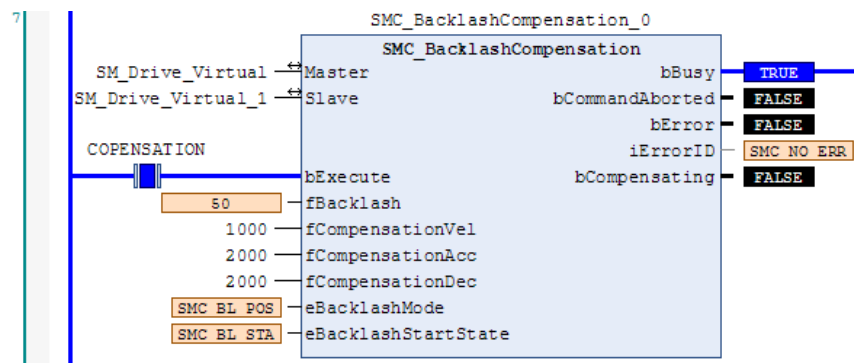 7
SMC_BacklashCompensation_0
SMC_BacklashCompensation
SM_Drive_Virtual Master bBusy TRUE
SM_Drive_Virtual_1 Slave bCommandAborted FALSE
bError FALSE
COPENSATION iErrorID SMC NO ERR
bExecute bCompensating FALSE
50 fBacklash
1000 fCompensationVel
2000 fCompensationAcc
2000 fCompensationDec
SMC BL POS eBacklashMode
SMC BL STA eBacklashStartState